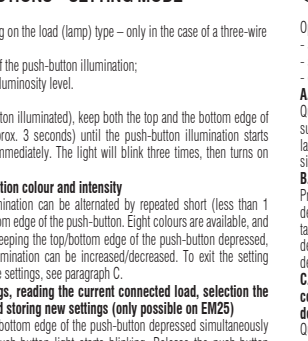 SETTING MODE
g on the load (lamp) type – only in the case of a three-wire
f the push-button illumination;
luminosity level.
ton illuminated), keep both the top and the bottom edge of
prox. 3 seconds) until the push-button illumination starts
mmediately. The light will blink three times, then turns on
tion colour and intensity
mination can be alternated by repeated short (less than 1
om edge of the push-button. Eight colours are available, and
eeping the top/bottom edge of the push-button depressed,
umination can be increased/decreased. To exit the setting
e settings, see paragraph C.
gs, reading the current connected load, selection the
d storing new settings (only possible on EM25)
bottom edge of the push-button depressed simultaneously
O
-
-
-
A
Q
su
la
si
B
P
de
ta
de
de
C
co
de
Q